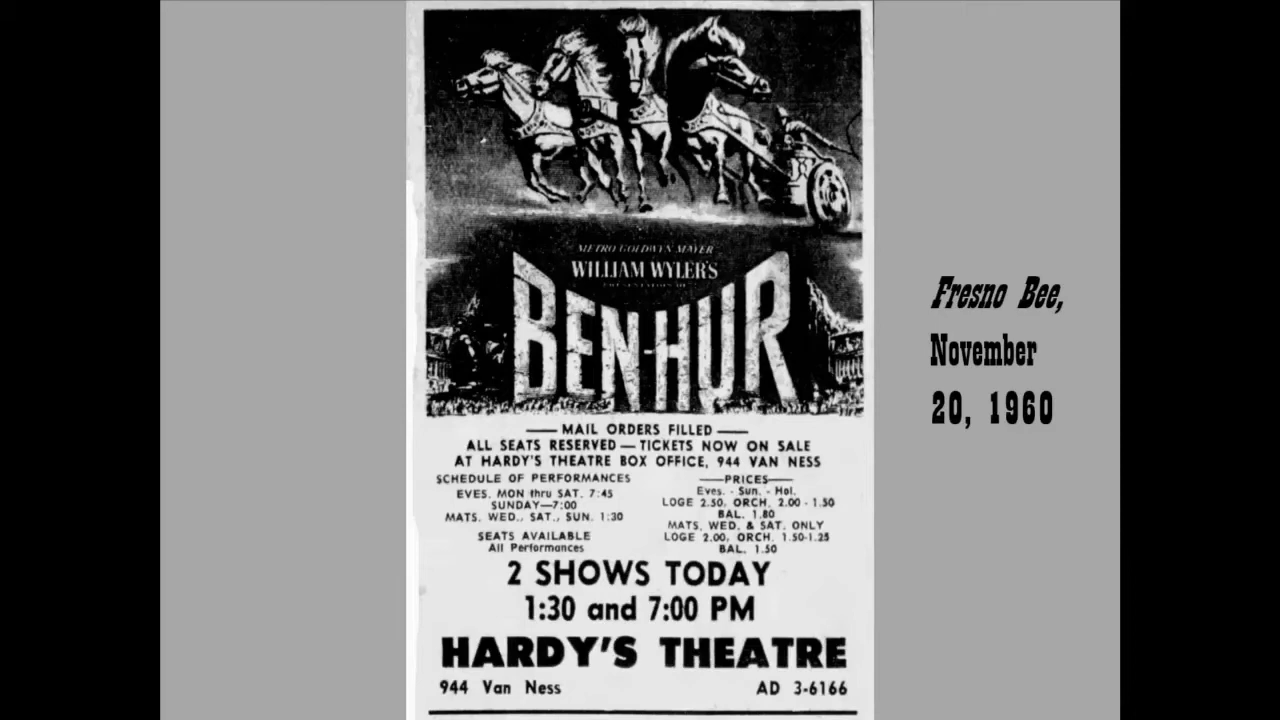 METRO GOLDWYN MAYER
WILLIAM WYLER'S
PRESENTATION OF
BEN-HUR
MAIL ORDERS FILLED
ALL SEATS RESERVED — TICKETS NOW ON SALE
AT HARDY'S THEATRE BOX OFFICE, 944 VAN NESS
SCHEDULE OF PERFORMANCES
EVES. MON thru SAT. 7:45
SUNDAY—7:00
MATS. WED., SAT., SUN. 1:30
SEATS AVAILABLE
All Performances
PRICES
Eves. - Sun. - Hol.
LOGE 2.50, ORCH. 2.00 - 1.50
BAL. 1.80
MATS. WED. & SAT. ONLY
LOGE 2.00, ORCH. 1.50-1.25
BAL. 1.50
2 SHOWS TODAY
1:30 and 7:00 PM
HARDY'S THEATRE
944 Van Ness
AD 3-6166
Fresno Bee,
November
20, 1960